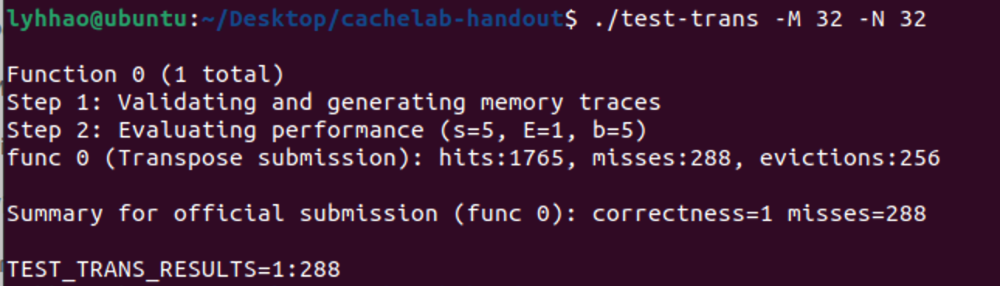 lyhhao@ubuntu:~/Desktop/cachelab-handout$ ./test-trans -M 32 -N 32
Function 0 (1 total)
Step 1: Validating and generating memory traces
Step 2: Evaluating performance (s=5, E=1, b=5)
func 0 (Transpose submission): hits:1765, misses:288, evictions:256
Summary for official submission (func 0): correctness=1 misses=288
TEST_TRANS_RESULTS=1:288